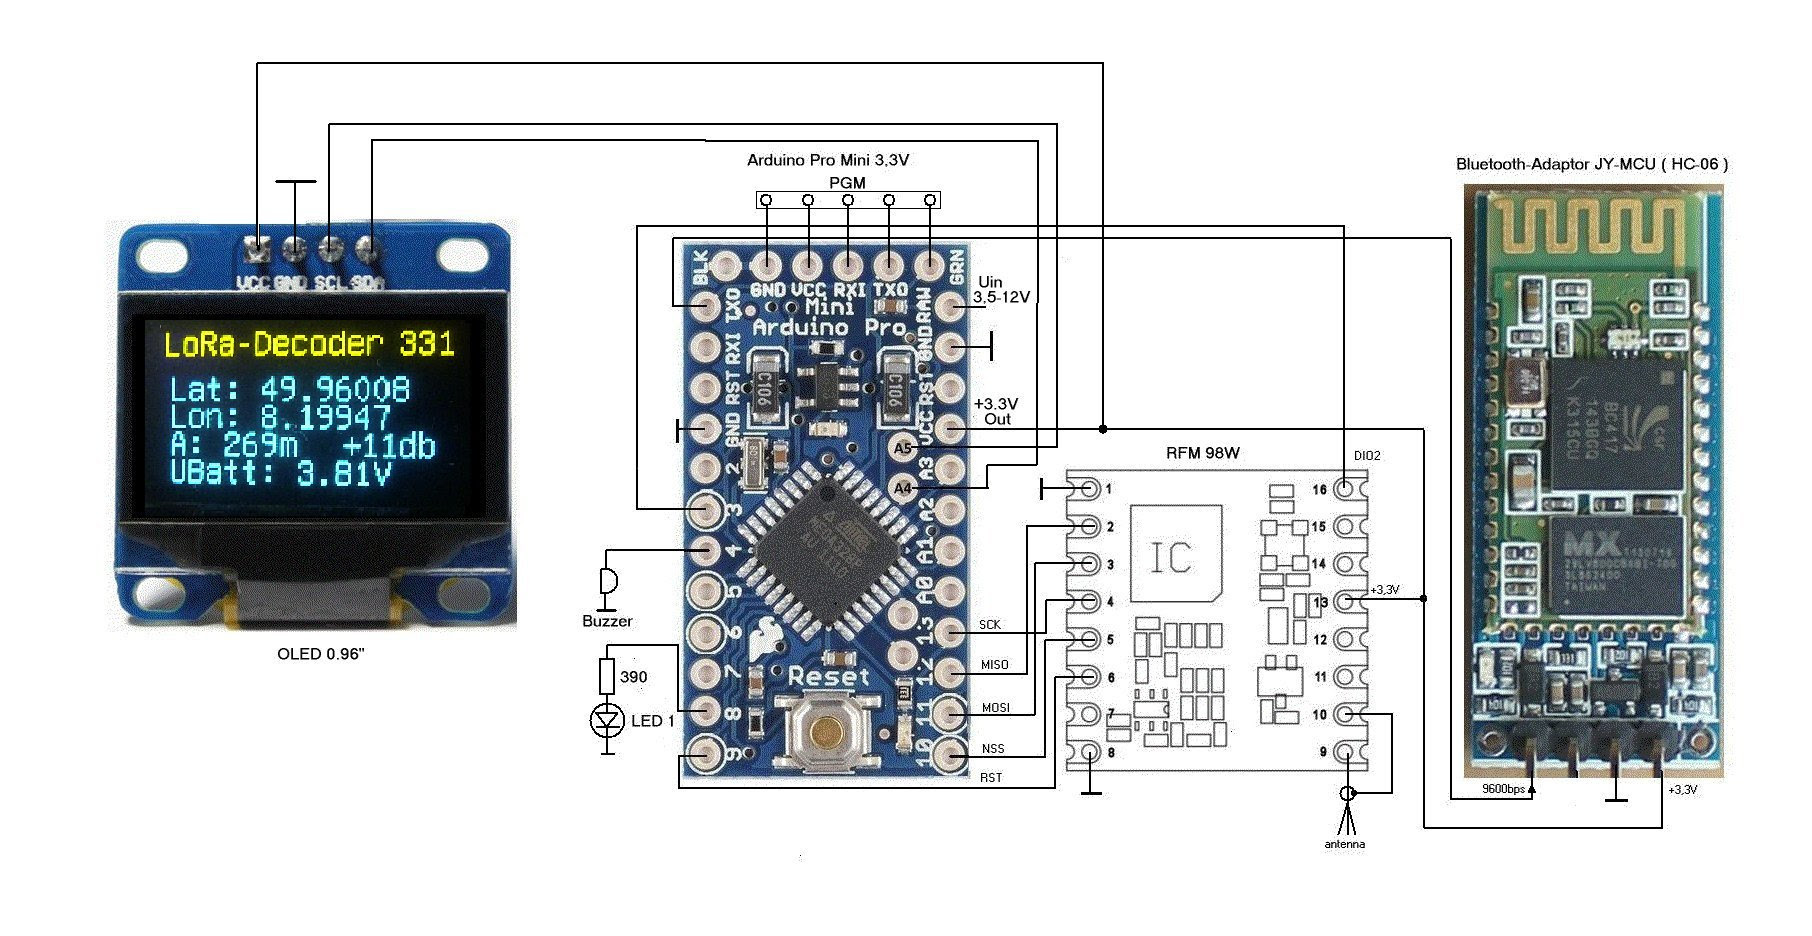 Arduino Pro Mini 3,3V
PGM
Bluetooth-Adaptor JY-MCU ( HC-06 )
VCC GND SCL SDA
LoRa-Decoder 331
Lat: 49.96008
Lon: 8.19947
A: 269m +11db
UBatt: 3.81V
OLED 0.96"
BLK
GRN
GND VCC RXI TXO
Mini
Arduino Pro
TXO
RXI
RST
GND
2
3
4
5
6
7
8
9
RAW
GND
RST
VCC
A3
A2
A1
A0
13
12
11
10
A5
A4
C106
C106
Reset
Uin
3,5-12V
+3.3V
Out
Buzzer
390
LED 1
SCK
MISO
MOSI
NSS
RST
RFM 98W
DIO2
IC
1
2
3
4
5
6
7
8
16
15
14
13
12
11
10
9
+3,3V
antenna
csr
BC417
MX
9600bps
+3,3V